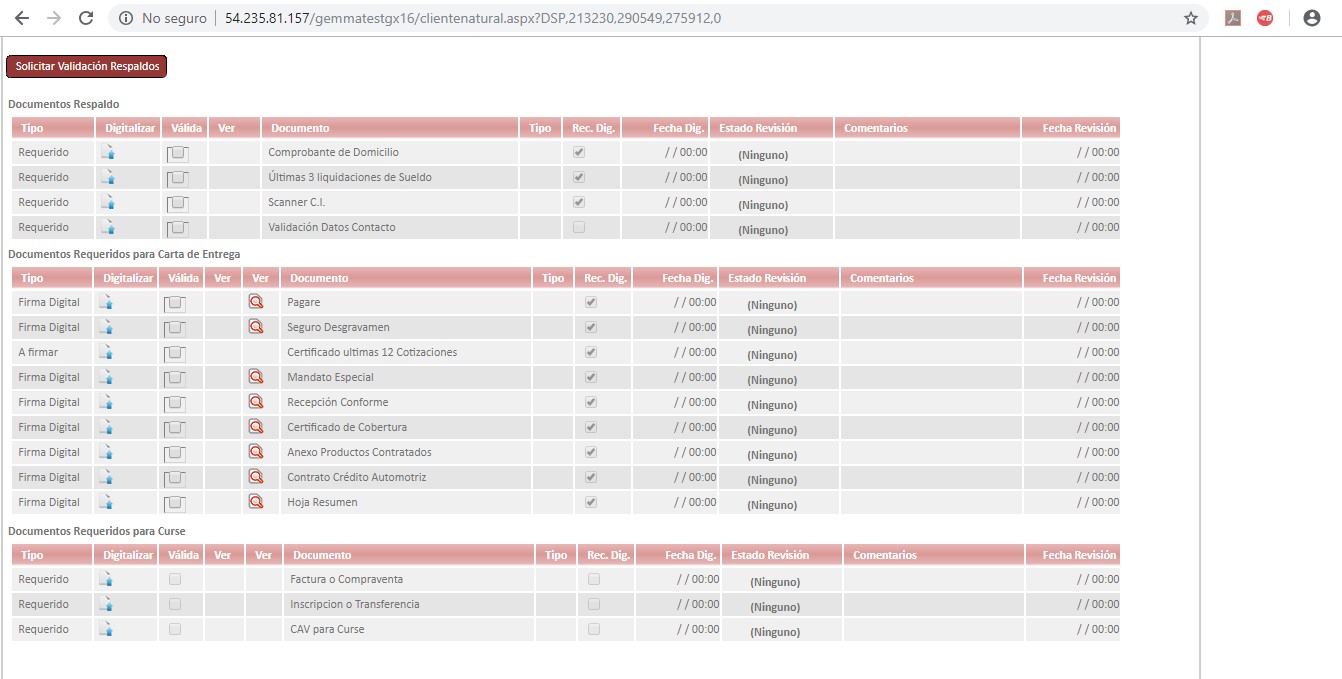 No seguro | 54.235.81.157/gemmatestgx16/clientenatural.aspx?DSP,213230,290549,275912,0
Solicitar Validación Respaldos
Documentos Respaldo
Tipo Digitalizar Válida Ver Documento Tipo Rec. Dig. Fecha Dig. Estado Revisión Comentarios Fecha Revisión
Requerido Comprobante de Domicilio / / 00:00 (Ninguno) / / 00:00
Requerido Últimas 3 liquidaciones de Sueldo / / 00:00 (Ninguno) / / 00:00
Requerido Scanner C.I. / / 00:00 (Ninguno) / / 00:00
Requerido Validación Datos Contacto / / 00:00 (Ninguno) / / 00:00
Documentos Requeridos para Carta de Entrega
Tipo Digitalizar Válida Ver Ver Documento Tipo Rec. Dig. Fecha Dig. Estado Revisión Comentarios Fecha Revisión
Firma Digital Pagare / / 00:00 (Ninguno) / / 00:00
Firma Digital Seguro Desgravamen / / 00:00 (Ninguno) / / 00:00
A firmar Certificado ultimas 12 Cotizaciones / / 00:00 (Ninguno) / / 00:00
Firma Digital Mandato Especial / / 00:00 (Ninguno) / / 00:00
Firma Digital Recepción Conforme / / 00:00 (Ninguno) / / 00:00
Firma Digital Certificado de Cobertura / / 00:00 (Ninguno) / / 00:00
Firma Digital Anexo Productos Contratados / / 00:00 (Ninguno) / / 00:00
Firma Digital Contrato Crédito Automotriz / / 00:00 (Ninguno) / / 00:00
Firma Digital Hoja Resumen / / 00:00 (Ninguno) / / 00:00
Documentos Requeridos para Curse
Tipo Digitalizar Válida Ver Ver Documento Tipo Rec. Dig. Fecha Dig. Estado Revisión Comentarios Fecha Revisión
Requerido Factura o Compraventa / / 00:00 (Ninguno) / / 00:00
Requerido Inscripcion o Transferencia / / 00:00 (Ninguno) / / 00:00
Requerido CAV para Curse / / 00:00 (Ninguno) / / 00:00